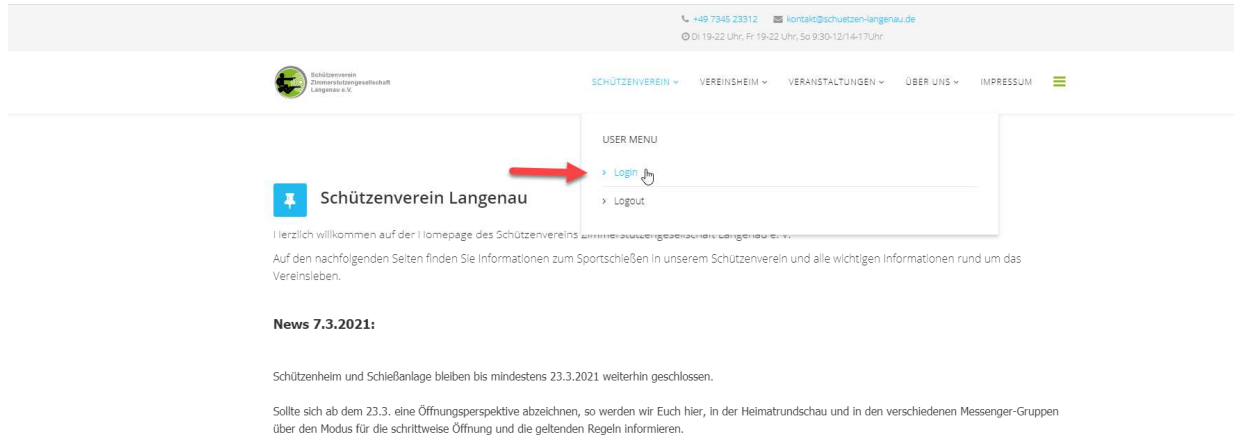 +49 7345 23312 kontakt@schuetzen-langenau.de
Di 19-22 Uhr, Fr 19-22 Uhr, So 9:30-12/14-17Uhr
Schützenverein
Zimmerstutzengesellschaft
Langenau e.V.
SCHÜTZENVEREIN VEREINSHEIM VERANSTALTUNGEN ÜBER UNS IMPRESSUM
USER MENU
> Login
> Logout
Schützenverein Langenau
Herzlich willkommen auf der Homepage des Schützenvereins Zimmerstutzengesellschaft Langenau e. V.
Auf den nachfolgenden Seiten finden Sie Informationen zum Sportschießen in unserem Schützenverein und alle wichtigen Informationen rund um das
Vereinsleben.
News 7.3.2021:
Schützenheim und Schießanlage bleiben bis mindestens 23.3.2021 weiterhin geschlossen.
Sollte sich ab dem 23.3. eine Öffnungsperspektive abzeichnen, so werden wir Euch hier, in der Heimatrundschau und in den verschiedenen Messenger-Gruppen
über den Modus für die schrittweise Öffnung und die geltenden Regeln informieren.